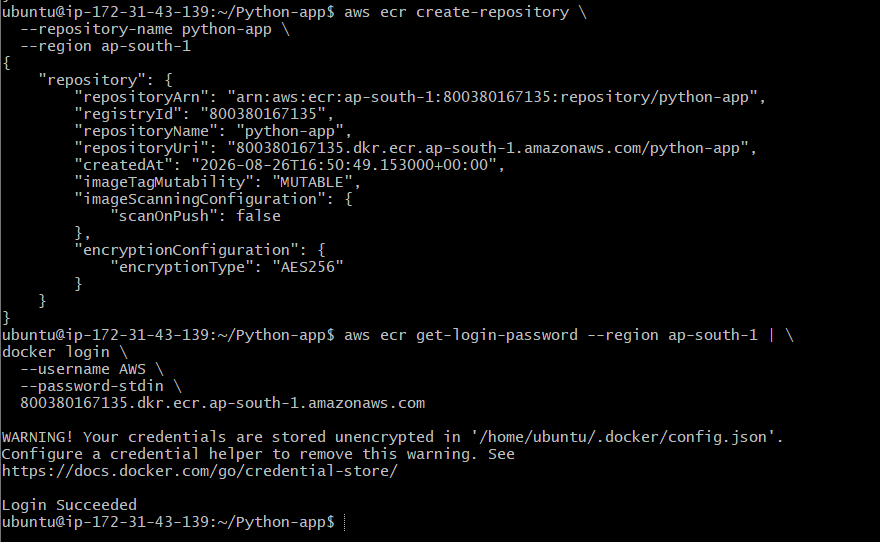 ubuntu@ip-172-31-43-139:~/Python-app$ aws ecr create-repository \
  --repository-name python-app \
  --region ap-south-1
{
    "repository": {
        "repositoryArn": "arn:aws:ecr:ap-south-1:800380167135:repository/python-app",
        "registryId": "800380167135",
        "repositoryName": "python-app",
        "repositoryUri": "800380167135.dkr.ecr.ap-south-1.amazonaws.com/python-app",
        "createdAt": "2026-08-26T16:50:49.153000+00:00",
        "imageTagMutability": "MUTABLE",
        "imageScanningConfiguration": {
            "scanOnPush": false
        },
        "encryptionConfiguration": {
            "encryptionType": "AES256"
        }
    }
}
ubuntu@ip-172-31-43-139:~/Python-app$ aws ecr get-login-password --region ap-south-1 | \
docker login \
  --username AWS \
  --password-stdin \
  800380167135.dkr.ecr.ap-south-1.amazonaws.com

WARNING! Your credentials are stored unencrypted in '/home/ubuntu/.docker/config.json'.
Configure a credential helper to remove this warning. See
https://docs.docker.com/go/credential-store/

Login Succeeded
ubuntu@ip-172-31-43-139:~/Python-app$